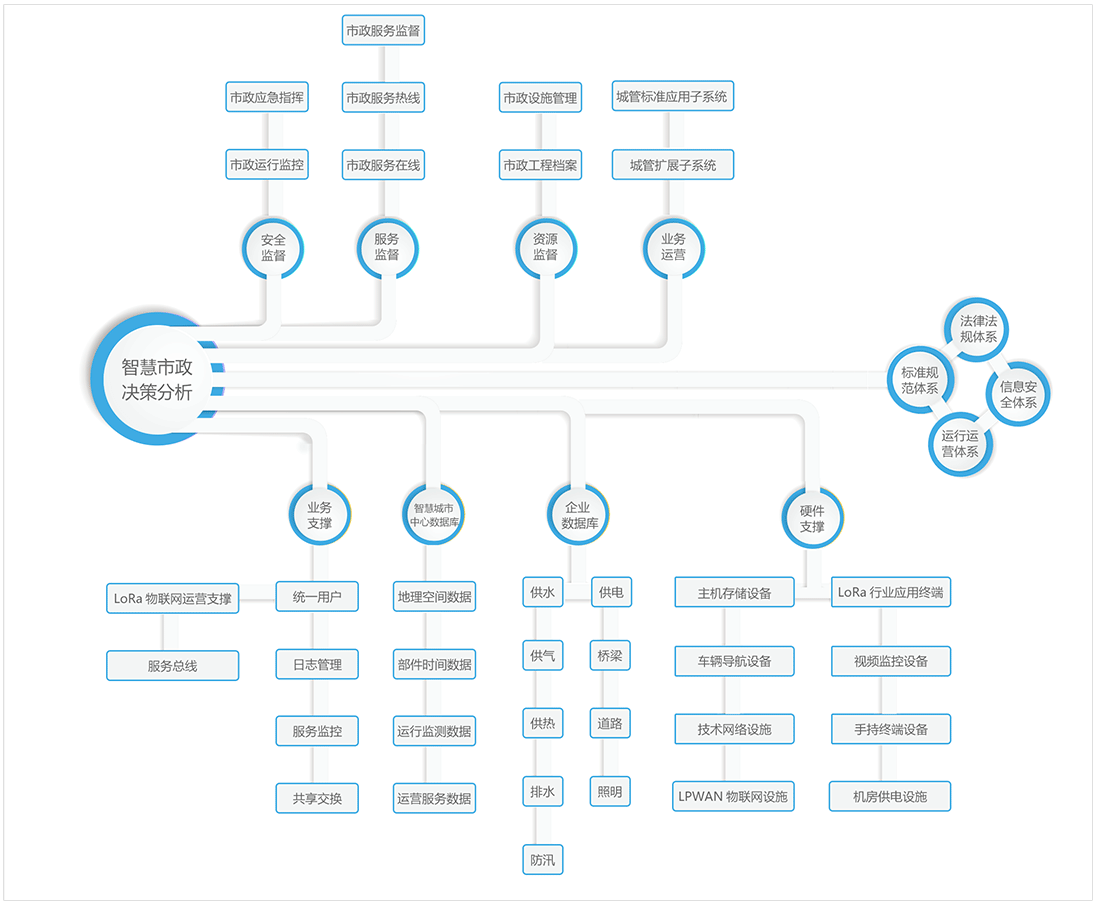 市政服务监督
市政应急指挥
市政服务热线
市政设施管理
城管标准应用子系统
市政运行监控
市政服务在线
市政工程档案
城管扩展子系统
安全
监督
服务
监督
资源
监督
业务
运营
智慧市政
决策分析
法律法
规体系
标准规
范体系
信息安
全体系
运行运
营体系
业务
支撑
智慧城市
中心数据库
企业
数据库
硬件
支撑
LoRa 物联网运营支撑
统一用户
地理空间数据
供水
供电
主机存储设备
LoRa 行业应用终端
服务总线
日志管理
部件时间数据
供气
桥梁
车辆导航设备
视频监控设备
服务监控
运行监测数据
供热
道路
技术网络设施
手持终端设备
共享交换
运营服务数据
排水
照明
LPWAN 物联网设施
机房供电设施
防汛